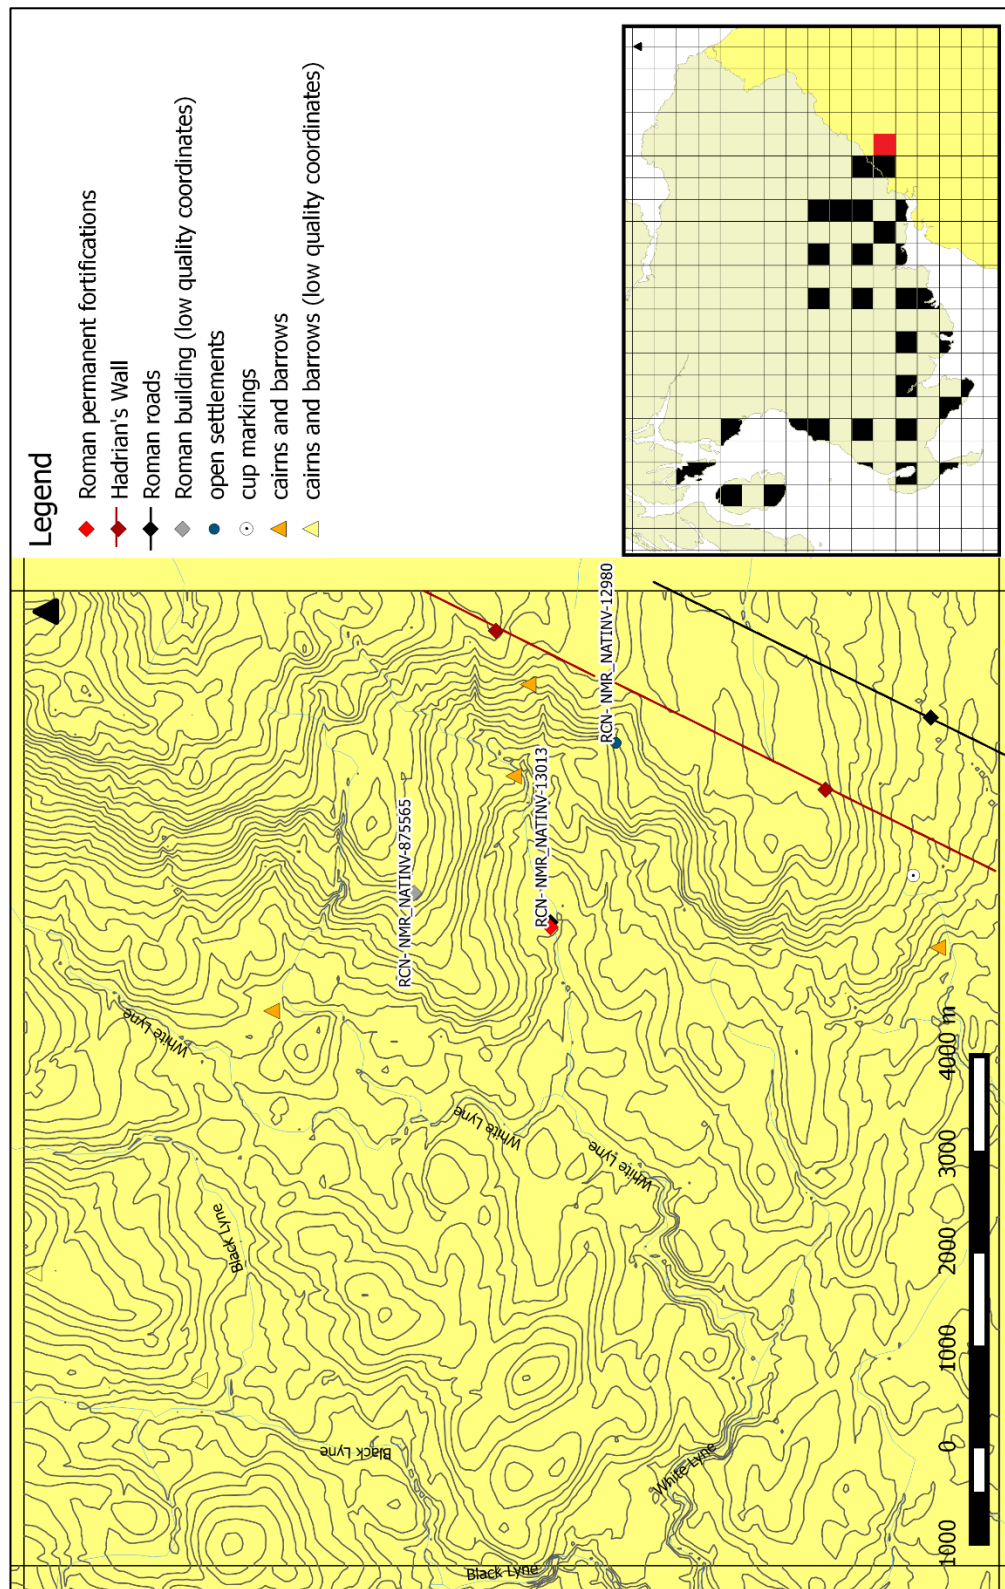 Legend
Roman permanent fortifications
Hadrian's Wall
Roman roads
Roman building (low quality coordinates)
open settlements
cup markings
cairns and barrows
cairns and barrows (low quality coordinates)
White Lyne
Black Lyne
RCN- NMR_NATINV-875565
RCN- NMR_NATINV-13013
RCN- NMR_NATINV-12980
White Lyne
White Lyne
Black Lyne
White Lyne
Black Lyne
1000 0 1000 2000 3000 4000 m